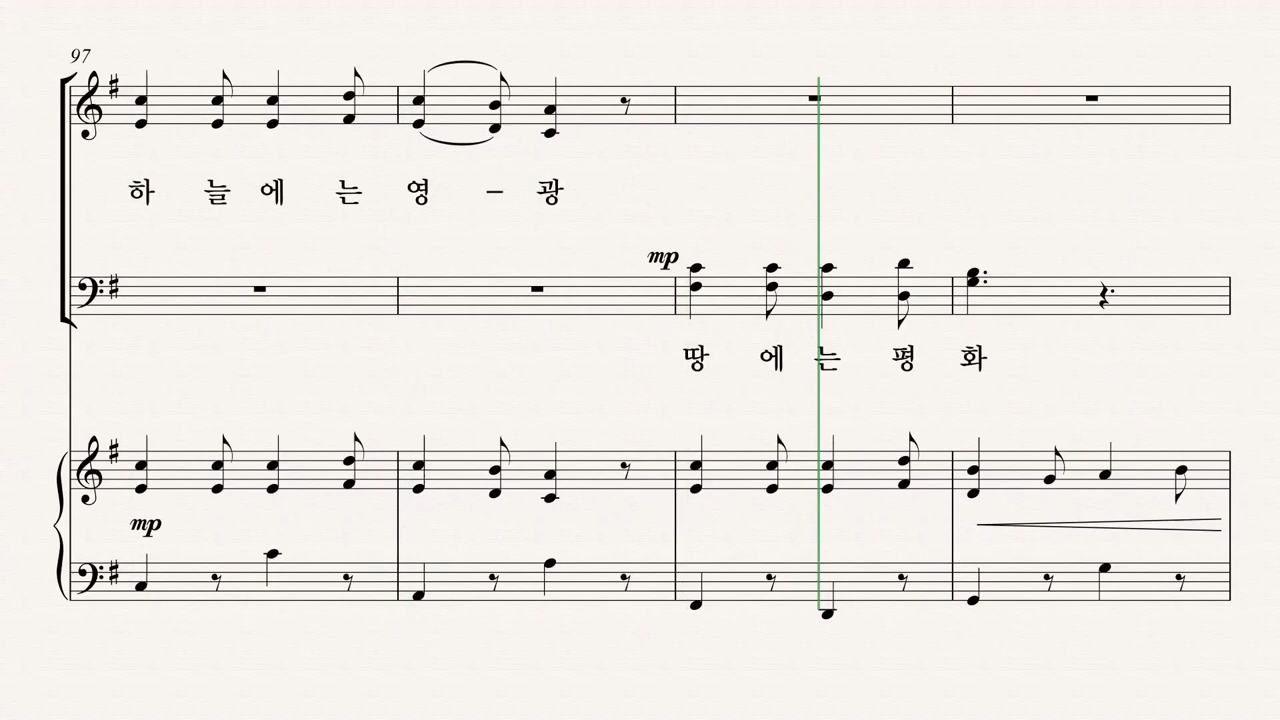 97
하 늘 에 는 영 – 광
mp
땅 에 는 평 화
mp